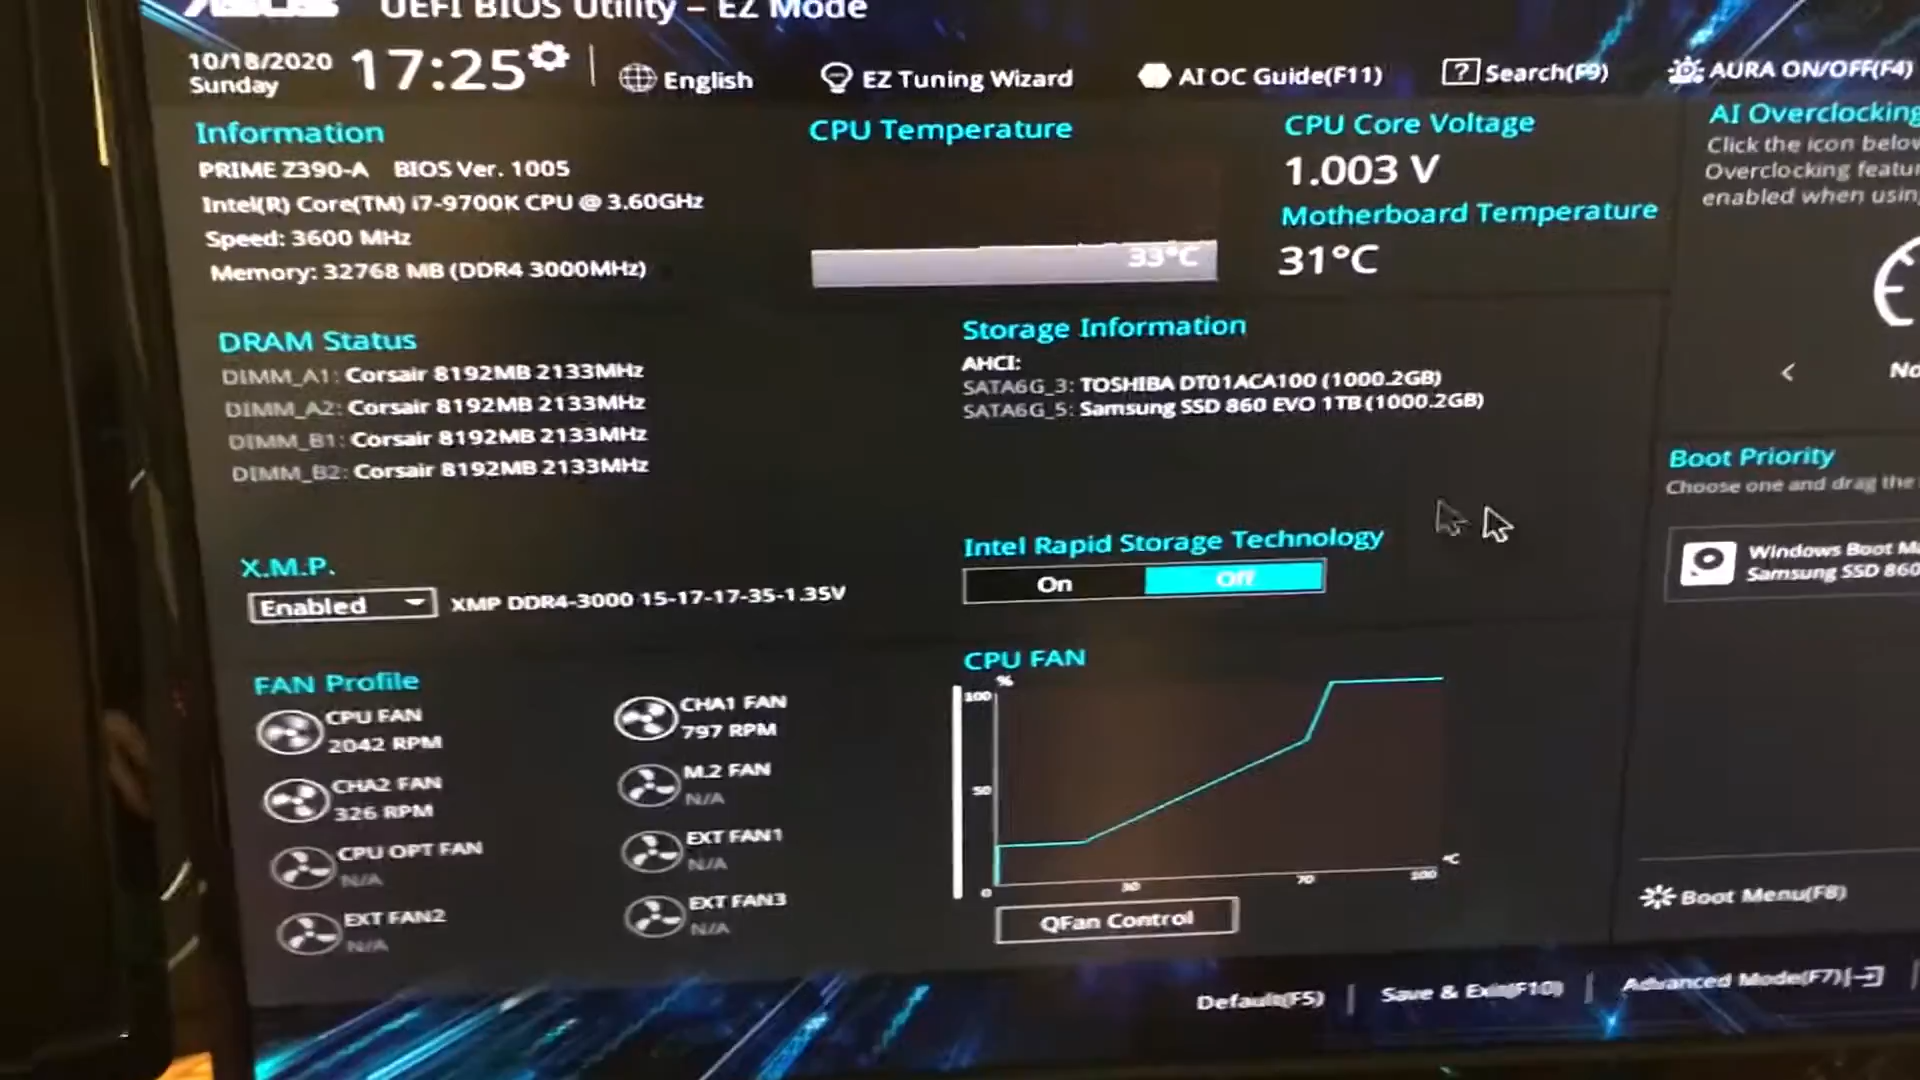 ASUS UEFI BIOS Utility – EZ Mode
10/18/2020
Sunday
17:25
English
EZ Tuning Wizard
AI OC Guide(F11)
Search(F9)
AURA ON/OFF(F4)
Information
PRIME Z390-A BIOS Ver. 1005
Intel(R) Core(TM) i7-9700K CPU @ 3.60GHz
Speed: 3600 MHz
Memory: 32768 MB (DDR4 3000MHz)
CPU Temperature
33°C
CPU Core Voltage
1.003 V
Motherboard Temperature
31°C
AI Overclocking
Click the icon below
Overclocking
enabled when using
DRAM Status
DIMM_A1: Corsair 8192MB 2133MHz
DIMM_A2: Corsair 8192MB 2133MHz
DIMM_B1: Corsair 8192MB 2133MHz
DIMM_B2: Corsair 8192MB 2133MHz
Storage Information
AHCI:
SATA6G_3: TOSHIBA DT01ACA100 (1000.2GB)
SATA6G_5: Samsung SSD 860 EVO 1TB (1000.2GB)
X.M.P.
Enabled
XMP DDR4-3000 15-17-17-35-1.35V
Intel Rapid Storage Technology
On
Off
Boot Priority
Choose one and drag the
Windows Boot
Samsung SSD 860
FAN Profile
CPU FAN
2042 RPM
CHA1 FAN
797 RPM
CHA2 FAN
326 RPM
M.2 FAN
N/A
CPU OPT FAN
N/A
EXT FAN1
N/A
EXT FAN2
N/A
EXT FAN3
N/A
CPU FAN
%
100
50
0
30
70
100
°C
QFan Control
Boot Menu(F8)
Default(F5)
Save & Exit(F10)
Advanced Mode(F7)